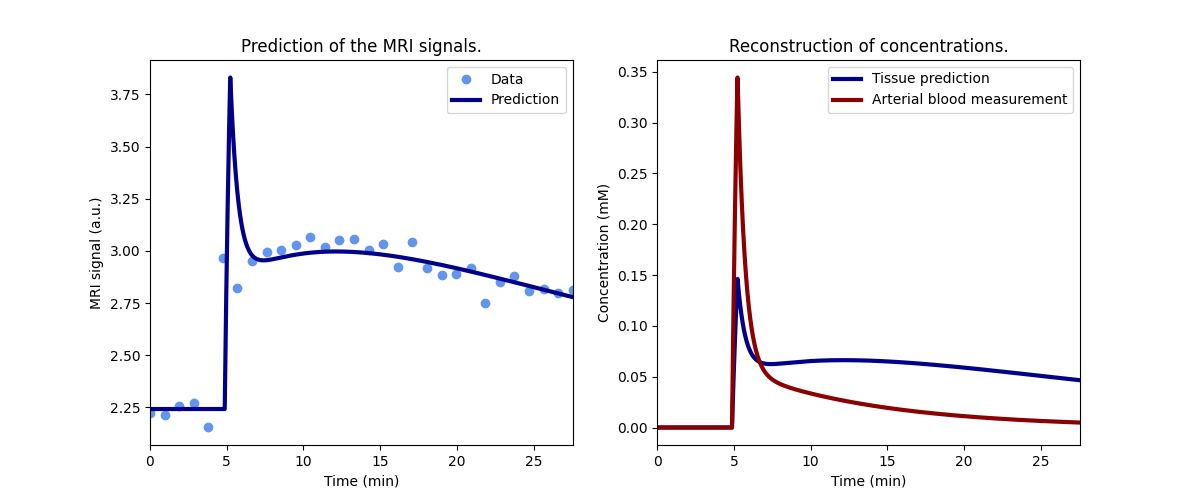 Prediction of the MRI signals.
MRI signal (a.u.)
3.75
3.50
3.25
3.00
2.75
2.50
2.25
Data
Prediction
0 5 10 15 20 25
Time (min)
Reconstruction of concentrations.
Concentration (mM)
0.35
0.30
0.25
0.20
0.15
0.10
0.05
0.00
Tissue prediction
Arterial blood measurement
0 5 10 15 20 25
Time (min)